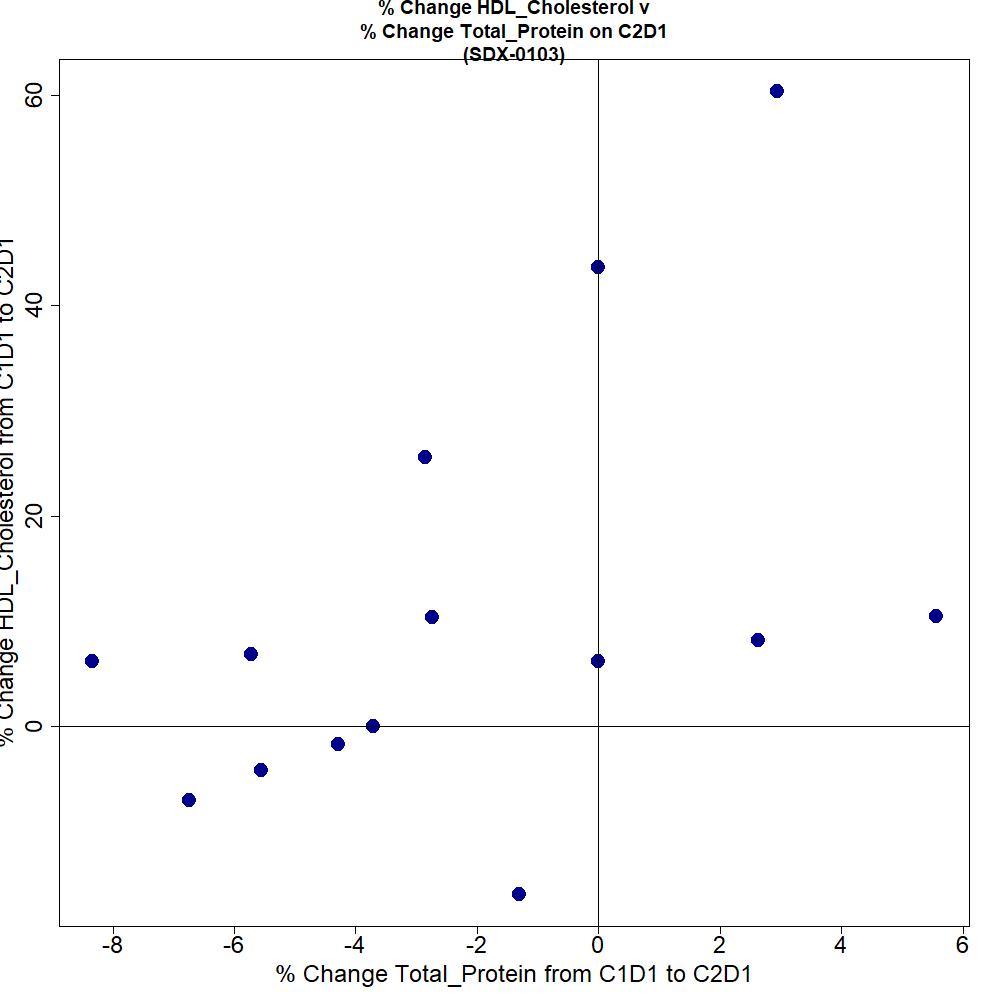 % Change HDL_Cholesterol v
% Change Total_Protein on C2D1
(SDX-0103)
% Change HDL_Cholesterol from C1D1 to C2D1
60
40
20
0
-8
-6
-4
-2
0
2
4
6
% Change Total_Protein from C1D1 to C2D1